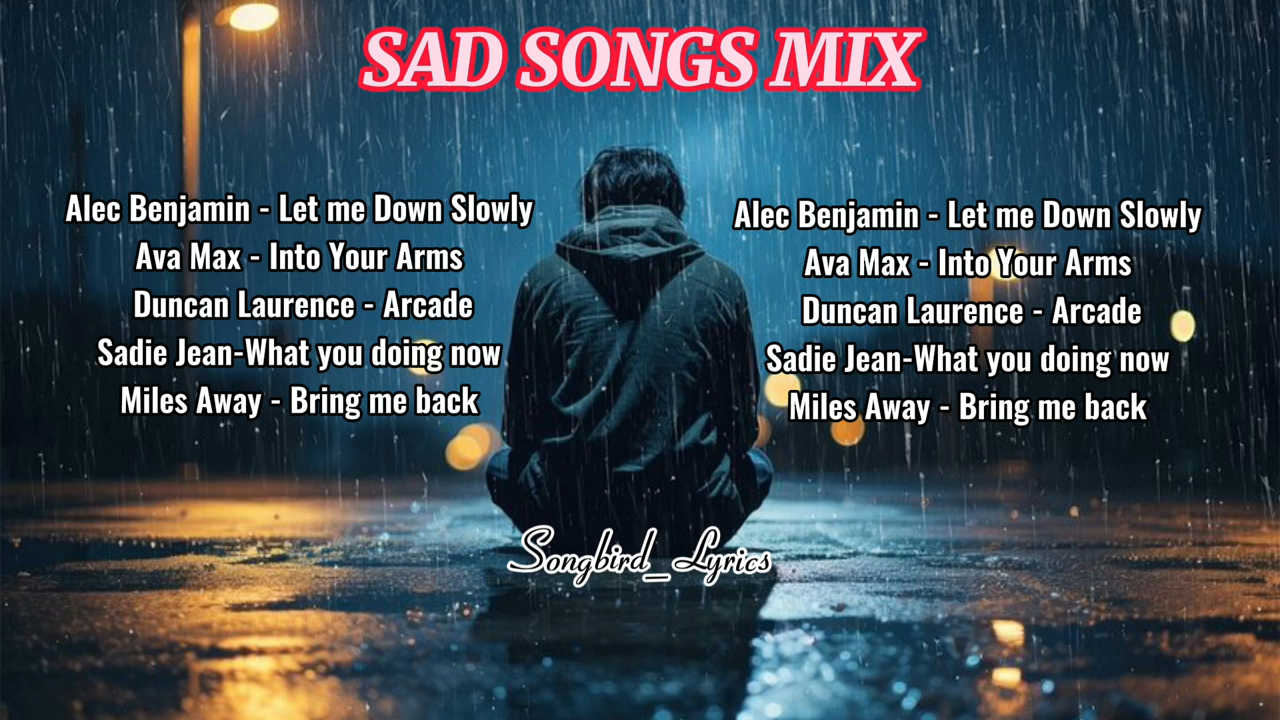 SAD SONGS MIX
Alec Benjamin - Let me Down Slowly
Ava Max - Into Your Arms
Duncan Laurence - Arcade
Sadie Jean-What you doing now
Miles Away - Bring me back
Alec Benjamin - Let me Down Slowly
Ava Max - Into Your Arms
Duncan Laurence - Arcade
Sadie Jean-What you doing now
Miles Away - Bring me back
Songbird_Lyrics